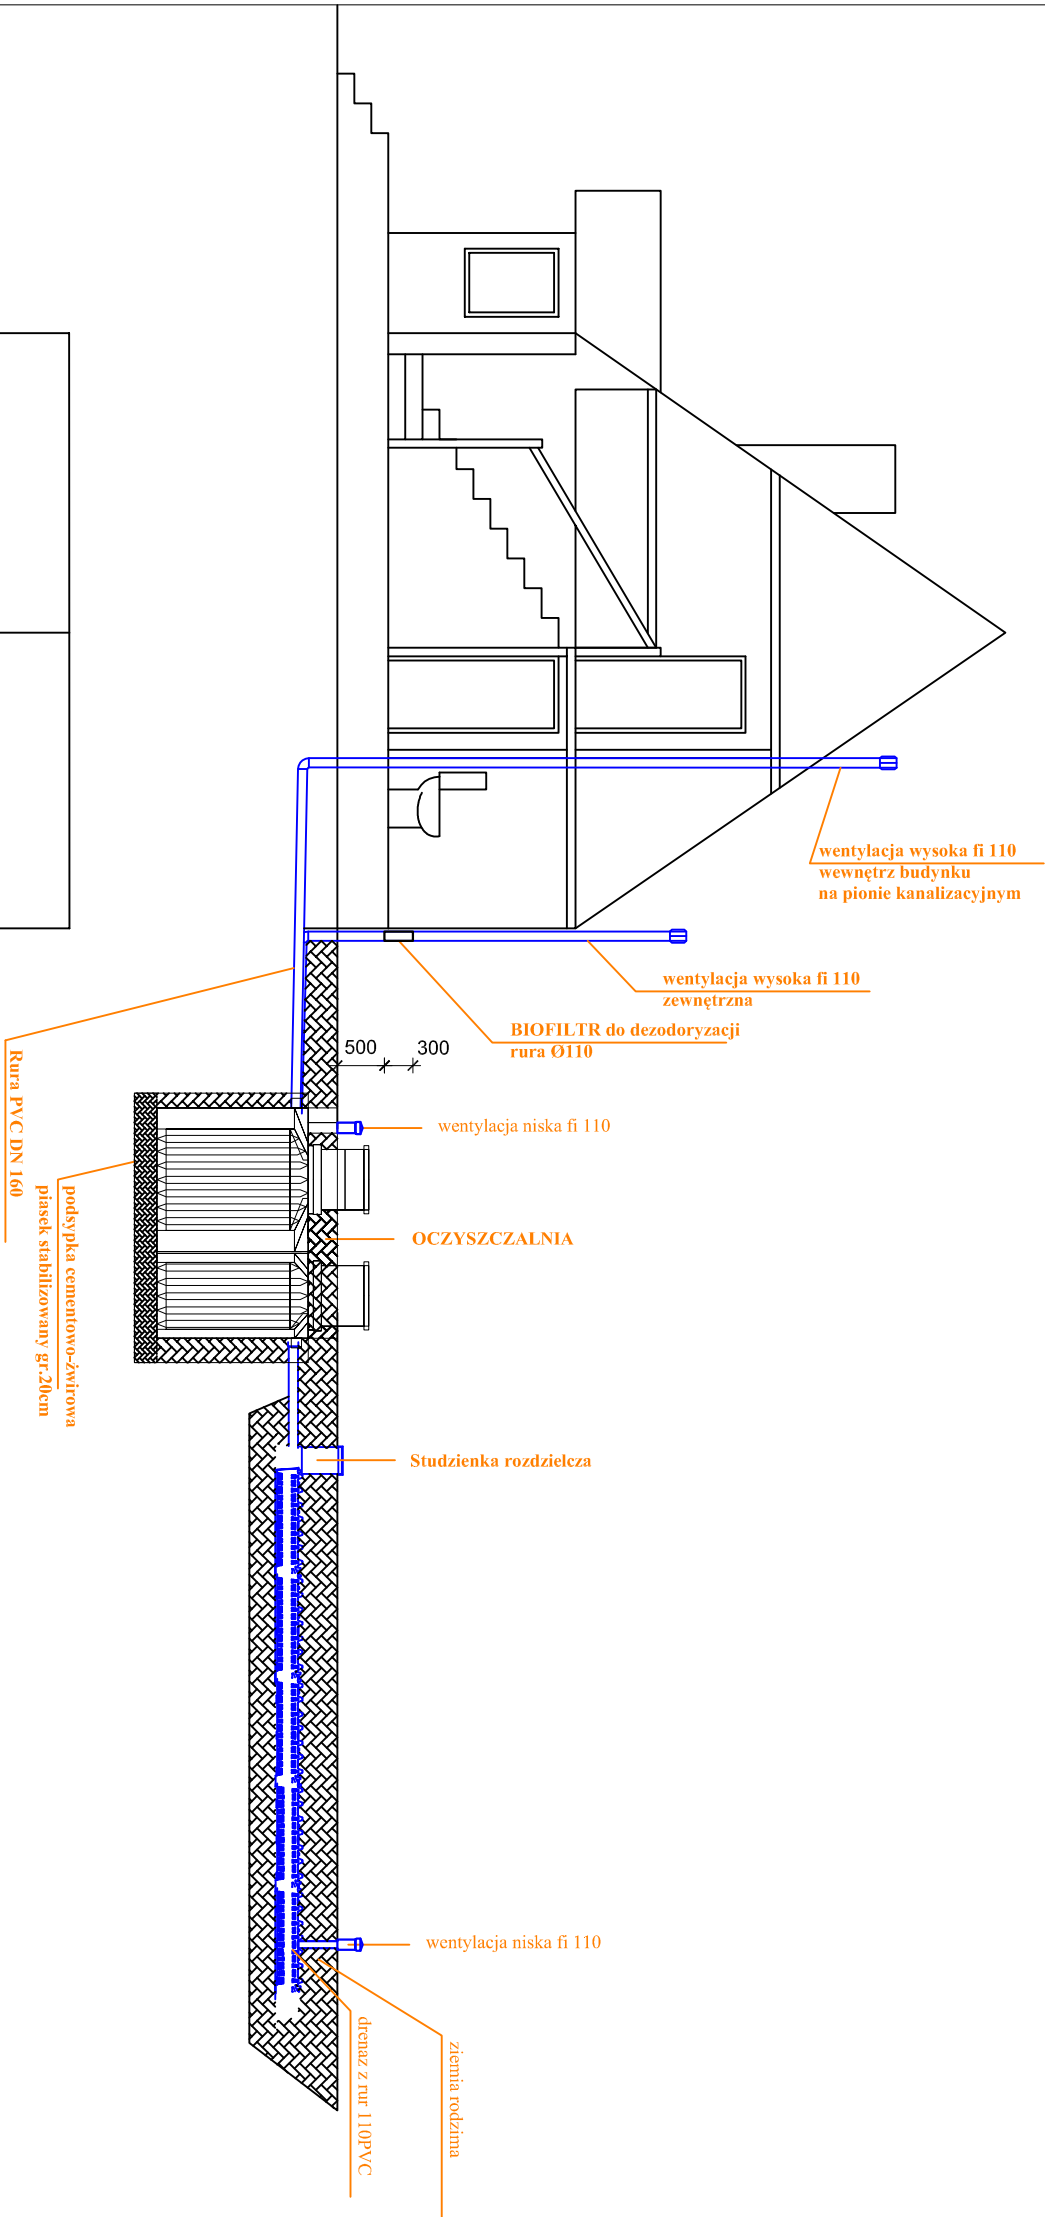 wentylacja wysoka fi 110
wewnętrz budynku
na pionie kanalizacyjnym
wentylacja wysoka fi 110
zewnętrzna
BIOFILTR do dezodoryzacji
rura Ø110
500
300
Rura PVC DN 160
wentylacja niska fi 110
podsypka cementowo-żwirowa
piasek stabilizowany gr.20cm
OCZYSZCZALNIA
Studzienka rozdzielcza
wentylacja niska fi 110
drenaz z rur 110PVC
ziemia rodzima